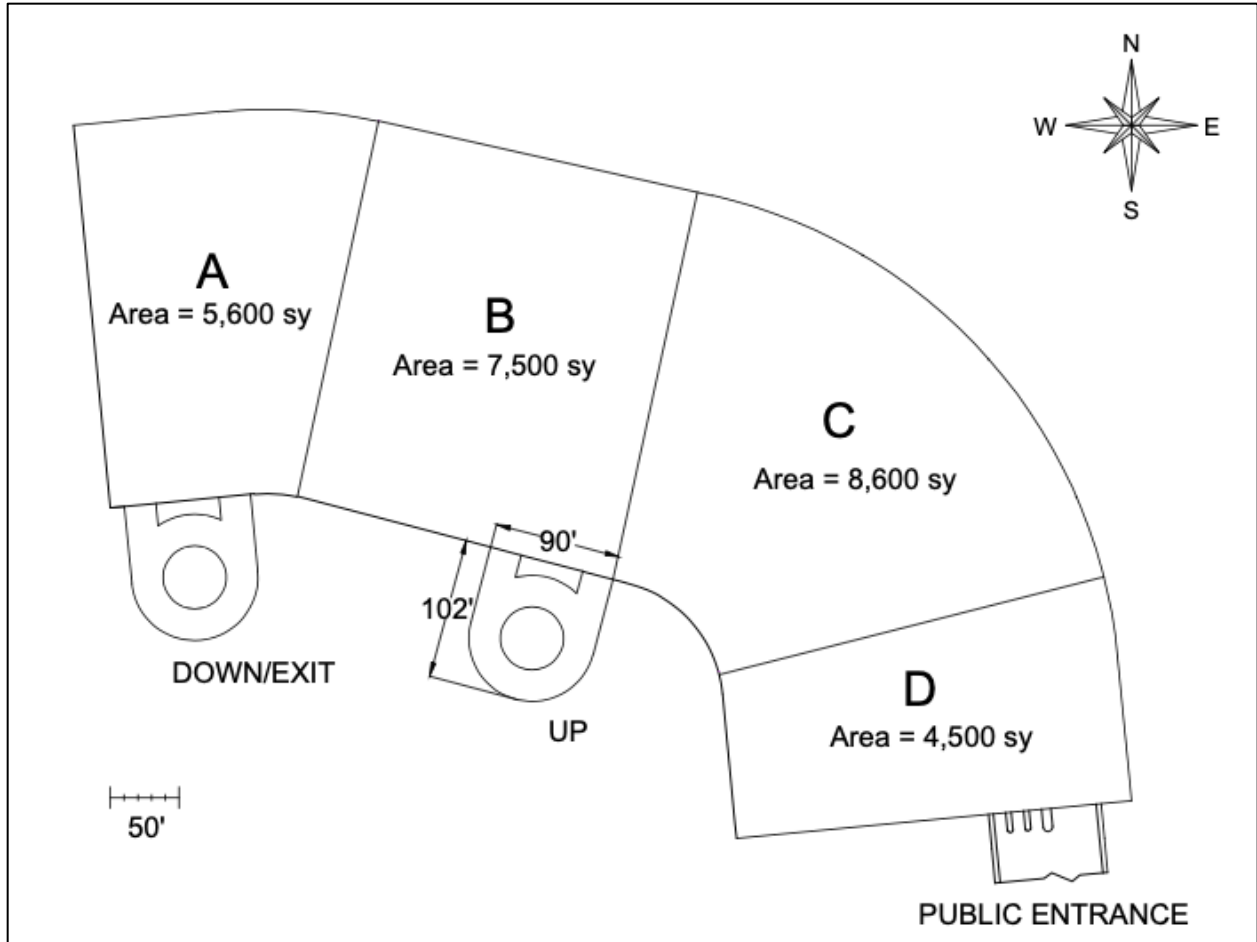 N
W E
S
A
Area = 5,600 sy
B
Area = 7,500 sy
C
Area = 8,600 sy
90'
102'
DOWN/EXIT
UP
D
Area = 4,500 sy
50'
PUBLIC ENTRANCE